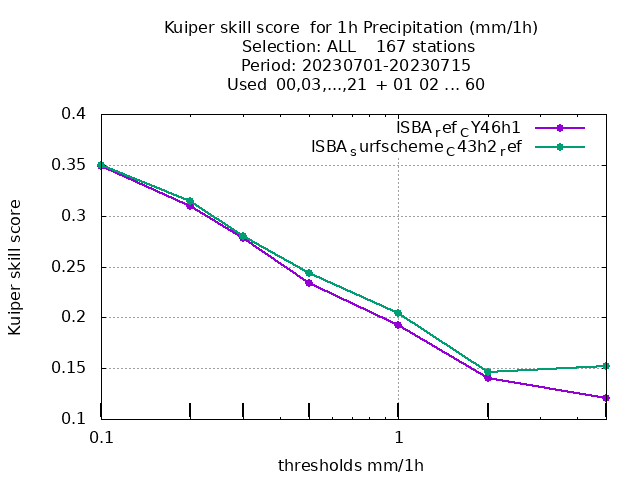 Kuiper skill score  for 1h Precipitation (mm/1h)
Selection: ALL    167 stations
Period: 20230701-20230715
Used  00,03,...,21  + 01 02 ... 60
ISBA_ref_CY46h1
ISBA_surfscheme_C43h2_ref
0.4
0.35
0.3
0.25
0.2
0.15
0.1
Kuiper skill score
0.1 1
thresholds mm/1h